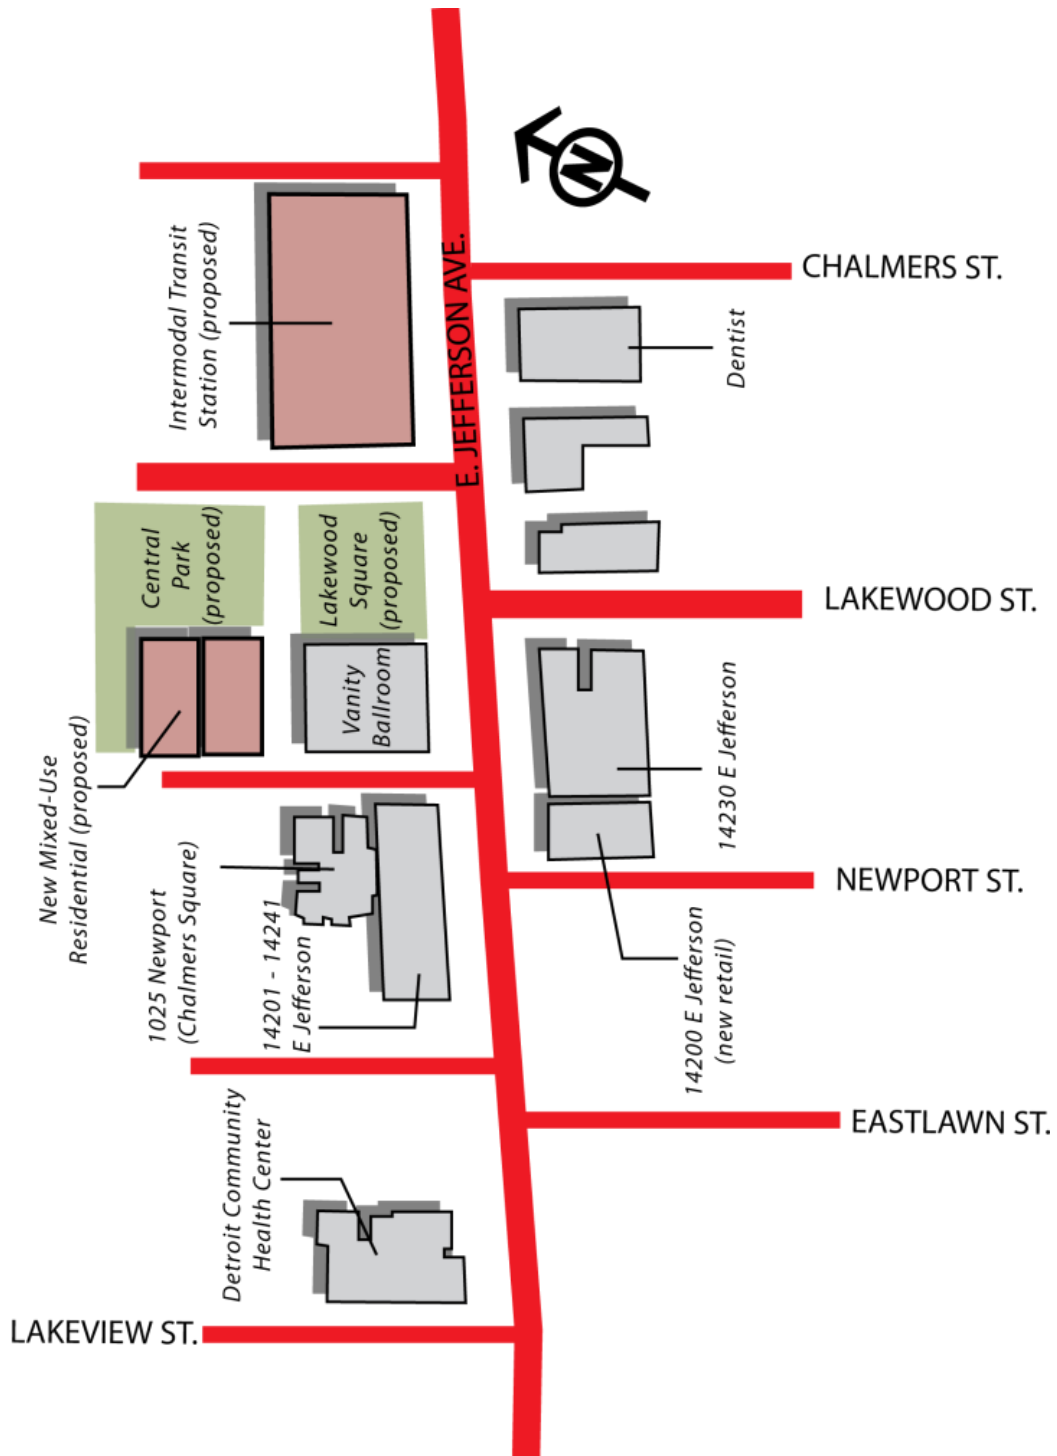 N
CHALMERS ST.
Intermodal Transit
Station (proposed)
E. JEFFERSON AVE.
Dentist
Central
Park
(proposed)
Lakewood
Square
(proposed)
LAKEWOOD ST.
Vanity
Ballroom
New Mixed-Use
Residential (proposed)
14230 E Jefferson
1025 Newport
(Chalmers Square)
14201 - 14241
E Jefferson
NEWPORT ST.
14200 E Jefferson
(new retail)
EASTLAWN ST.
Detroit Community
Health Center
LAKEVIEW ST.